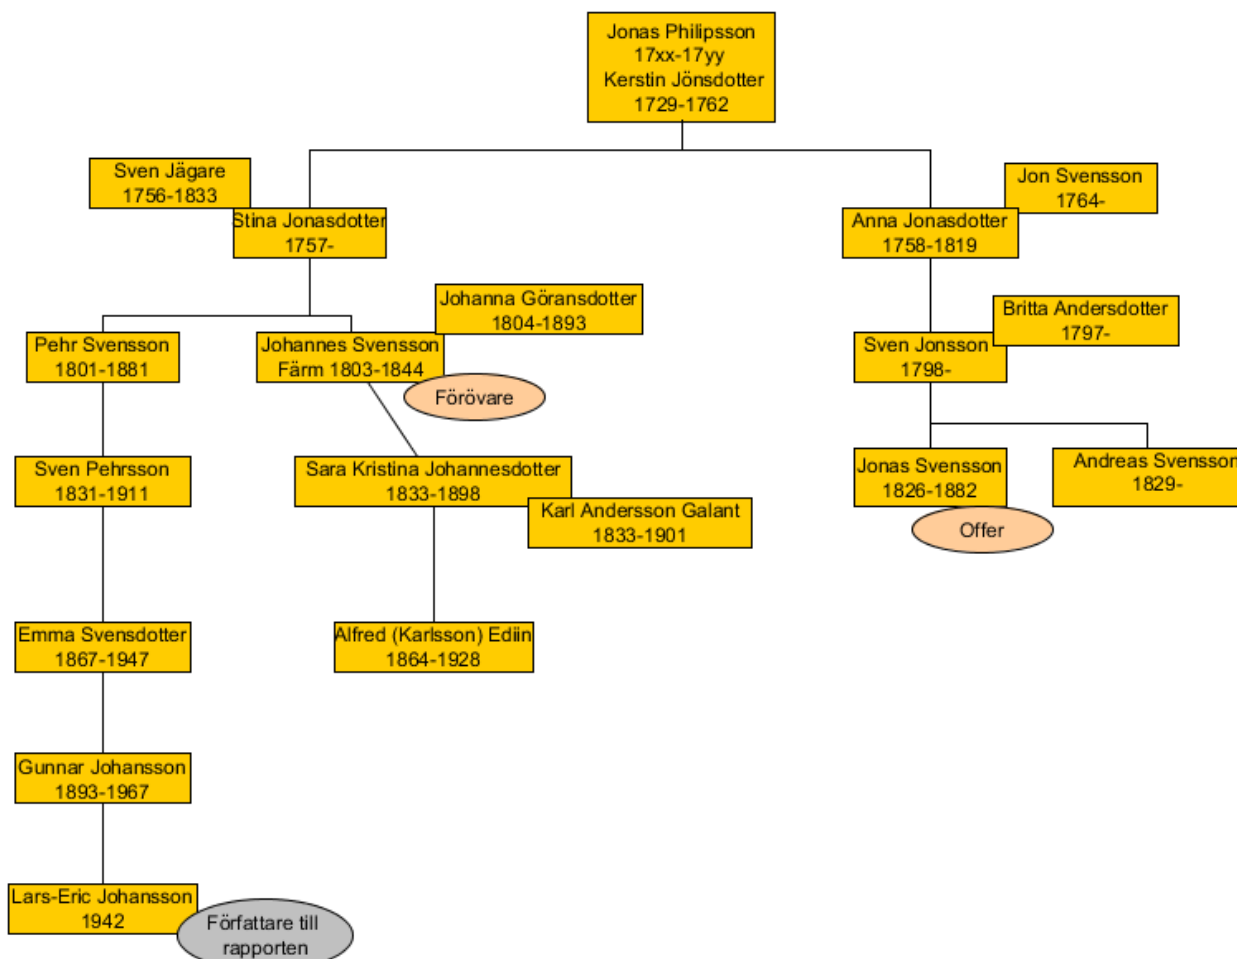 Jonas Philipsson
17xx-17yy
Kerstin Jönsdotter
1729-1762
Sven Jägare
1756-1833
Stina Jonasdotter
1757-
Jon Svensson
1764-
Anna Jonasdotter
1758-1819
Johanna Göransdotter
1804-1893
Britta Andersdotter
1797-
Pehr Svensson
1801-1881
Johannes Svensson
Färm 1803-1844
Förövare
Sven Jonsson
1798-
Sven Pehrsson
1831-1911
Sara Kristina Johannesdotter
1833-1898
Karl Andersson Galant
1833-1901
Jonas Svensson
1826-1882
Offer
Andreas Svensson
1829-
Emma Svensdotter
1867-1947
Alfred (Karlsson) Ediin
1864-1928
Gunnar Johansson
1893-1967
Lars-Eric Johansson
1942
Författare till
rapporten